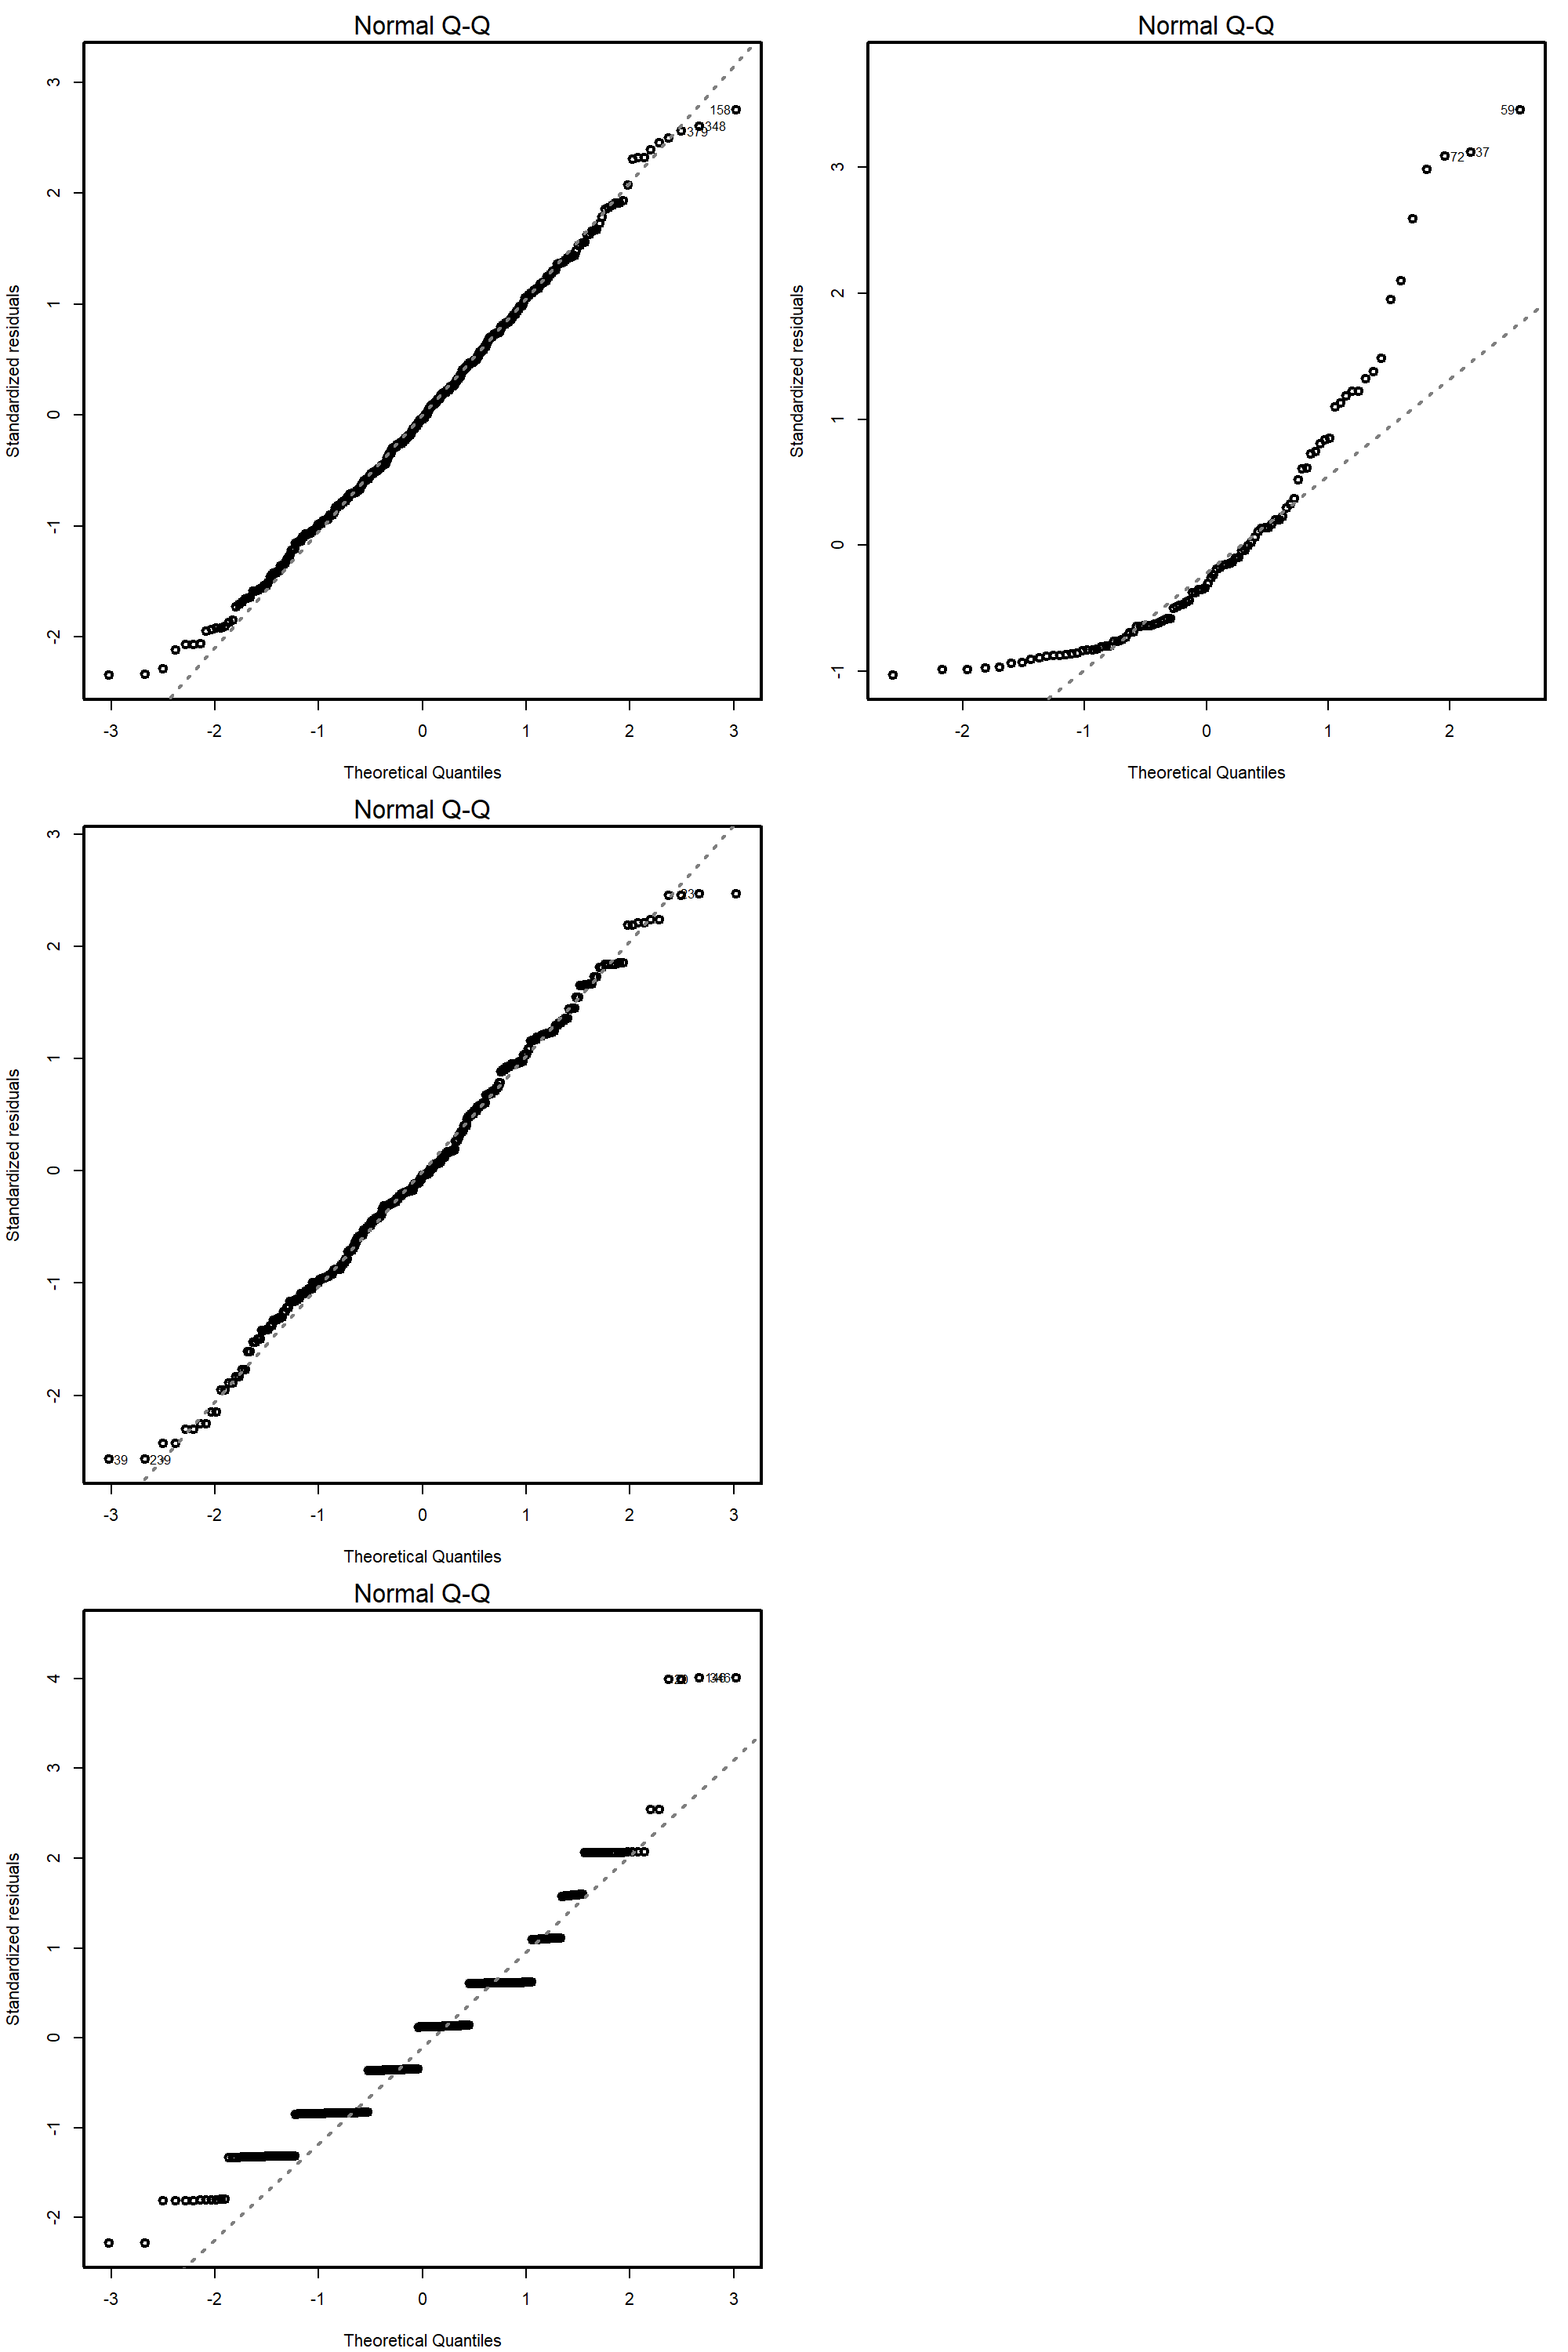 Normal Q-Q
3
2
1
0
-1
-2
Standardized residuals
158
348
379
-3 -2 -1 0 1 2 3
Theoretical Quantiles
Normal Q-Q
3
2
1
0
-1
Standardized residuals
59
72
37
-2 -1 0 1 2
Theoretical Quantiles
Normal Q-Q
3
2
1
0
-1
-2
Standardized residuals
39
239
-3 -2 -1 0 1 2 3
Theoretical Quantiles
Normal Q-Q
4
3
2
1
0
-1
-2
Standardized residuals
-3 -2 -1 0 1 2 3
Theoretical Quantiles